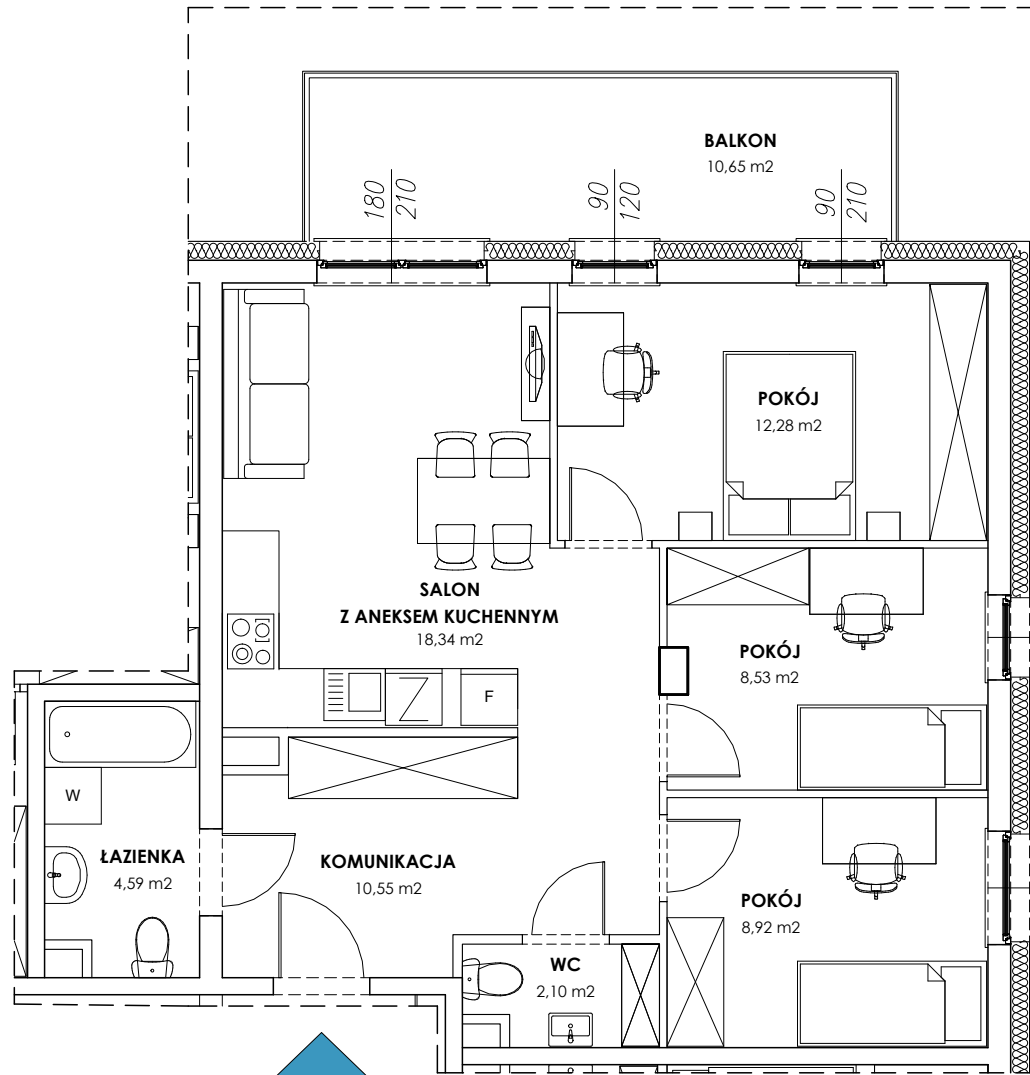 BALKON
10,65 m2
180
210
90
120
90
210
POKÓJ
12,28 m2
SALON
Z ANEKSEM KUCHENNYM
18,34 m2
POKÓJ
8,53 m2
F
W
ŁAZIENKA
4,59 m2
KOMUNIKACJA
10,55 m2
POKÓJ
8,92 m2
WC
2,10 m2